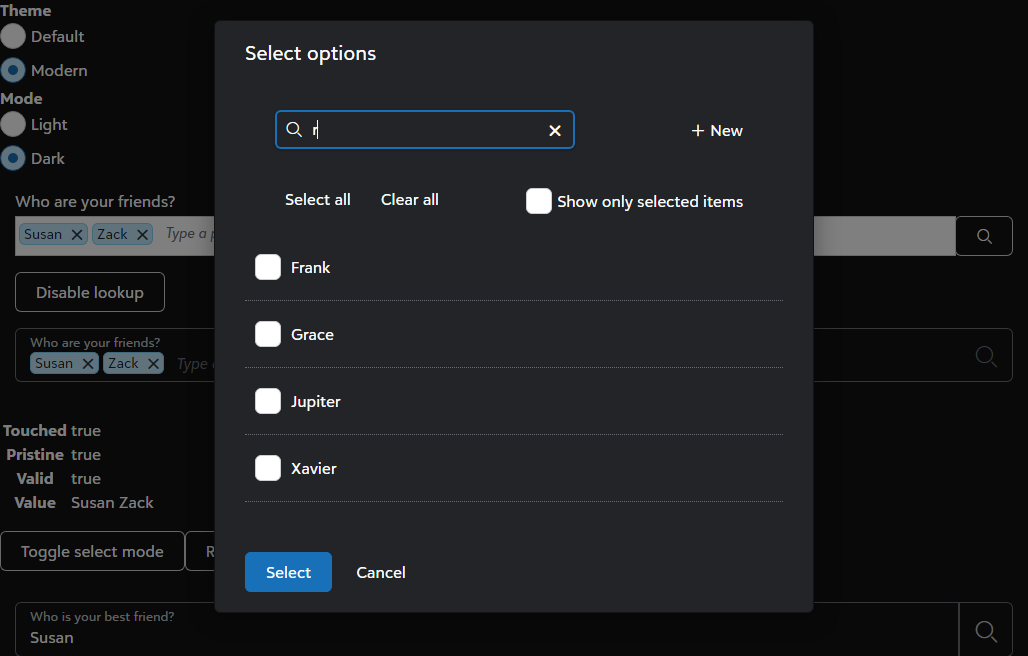 Theme
Default
Modern
Mode
Light
Dark
Who are your friends?
Susan Zack Type a p
Disable lookup
Who are your friends?
Susan Zack Type
Touched true
Pristine true
Valid true
Value Susan Zack
Toggle select mode R
Who is your best friend?
Susan
Select options
r
New
Select all Clear all Show only selected items
Frank
Grace
Jupiter
Xavier
Select Cancel